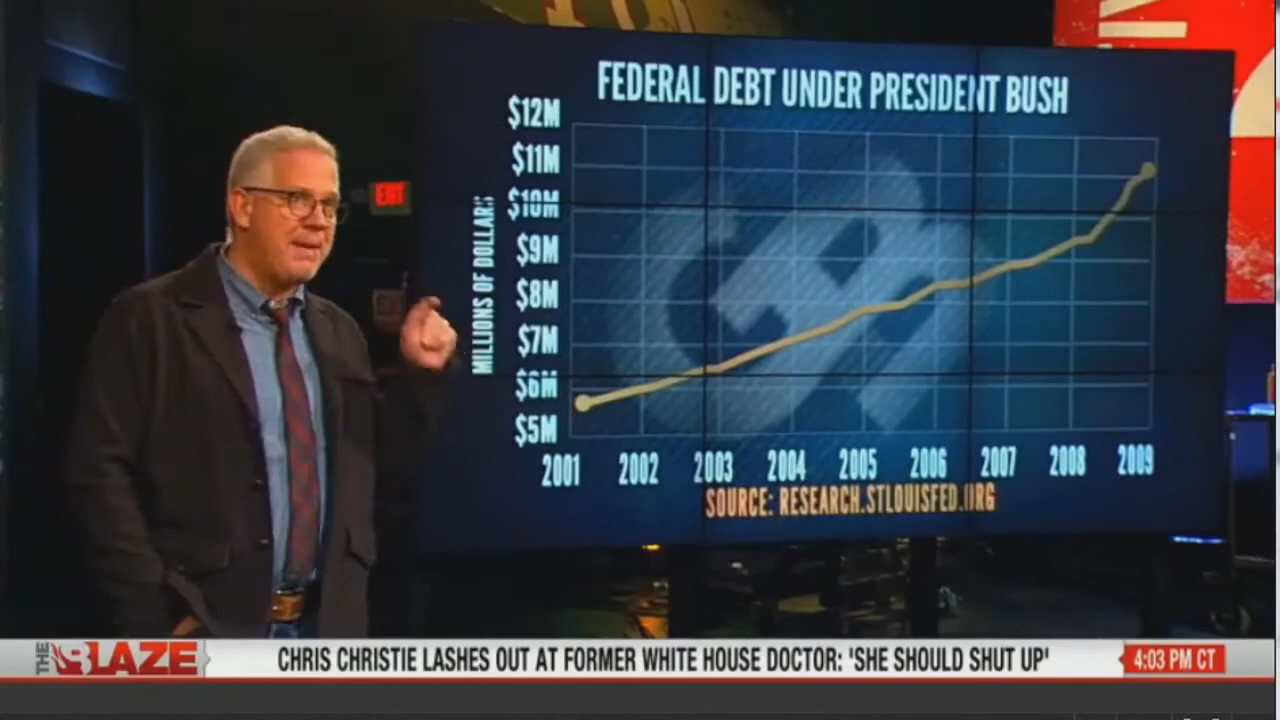 FEDERAL DEBT UNDER PRESIDENT BUSH
$12M
$11M
$10M
$9M
$8M
$7M
$6M
$5M
MILLIONS OF DOLLARS
2001 2002 2003 2004 2005 2006 2007 2008 2009
SOURCE: RESEARCH.STLOUISFED.ORG
EXIT
THE BLAZE
CHRIS CHRISTIE LASHES OUT AT FORMER WHITE HOUSE DOCTOR: 'SHE SHOULD SHUT UP'
4:03 PM CT